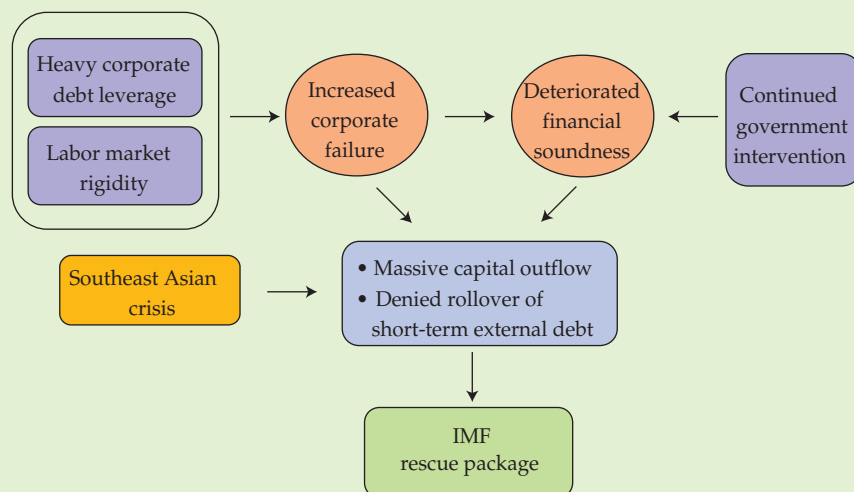 Heavy corporate
debt leverage
Labor market
rigidity
Increased
corporate
failure
Deteriorated
financial
soundness
Continued
government
intervention
Southeast Asian
crisis
• Massive capital outflow
• Denied rollover of
short-term external debt
IMF
rescue package